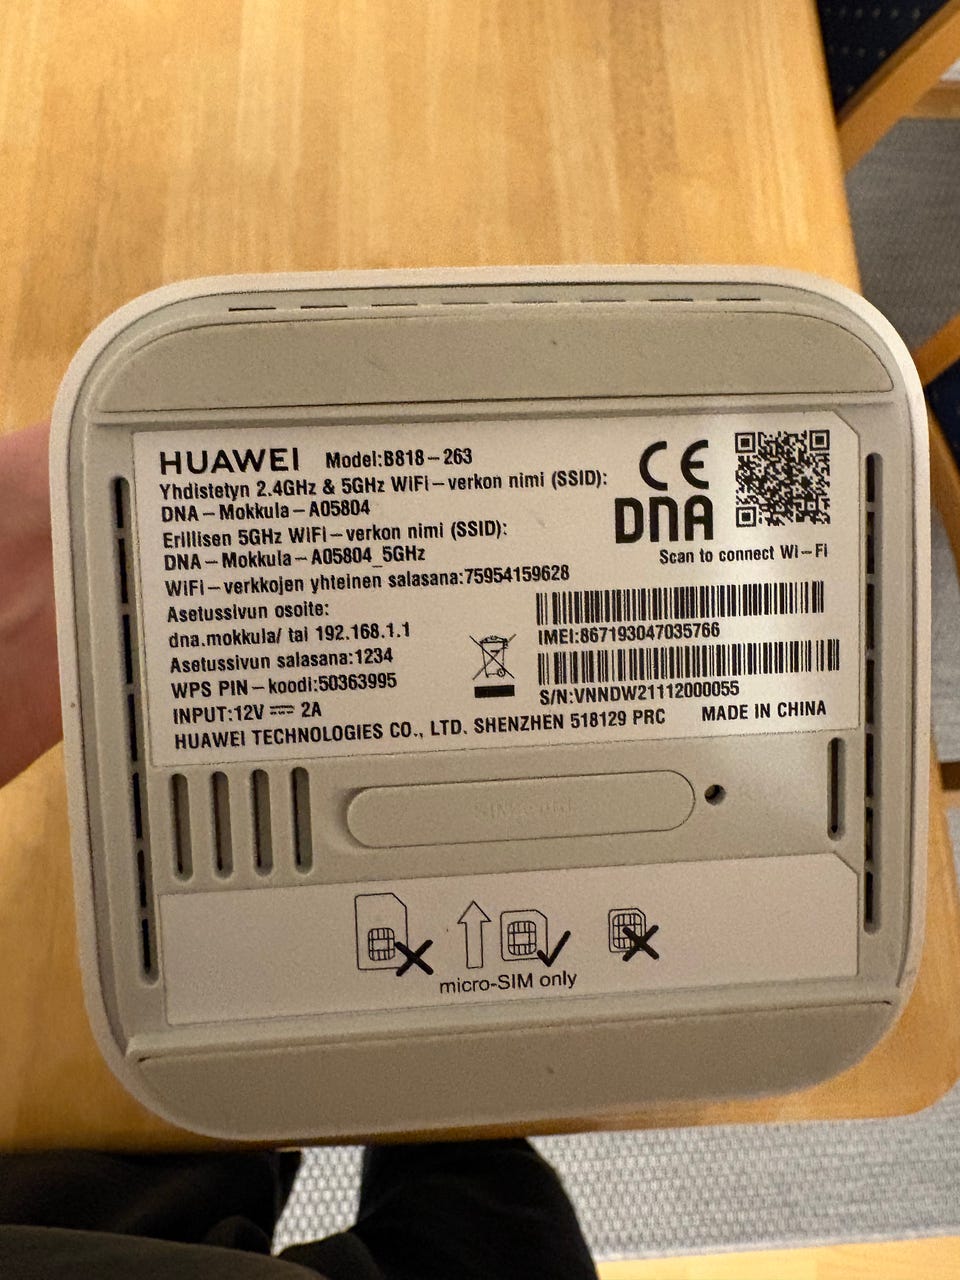 HUAWEI Model:B818-263
Yhdistetyn 2.4GHz & 5GHz WiFi-verkon nimi (SSID):
DNA-Mokkula-A05804
Erillisen 5GHz WiFi-verkon nimi (SSID):
DNA-Mokkula-A05804_5GHz
WiFi-verkkojen yhteinen salasana:75954159628
Asetussivun osoite:
dna.mokkula/ tai 192.168.1.1
Asetussivun salasana:1234
WPS PIN-koodi:50363995
INPUT:12V ⎓ 2A
HUAWEI TECHNOLOGIES CO., LTD. SHENZHEN 518129 PRC
CE
DNA
Scan to connect Wi-Fi
IMEI:867193047035766
S/N:VNNDW21112000055
MADE IN CHINA
micro-SIM only